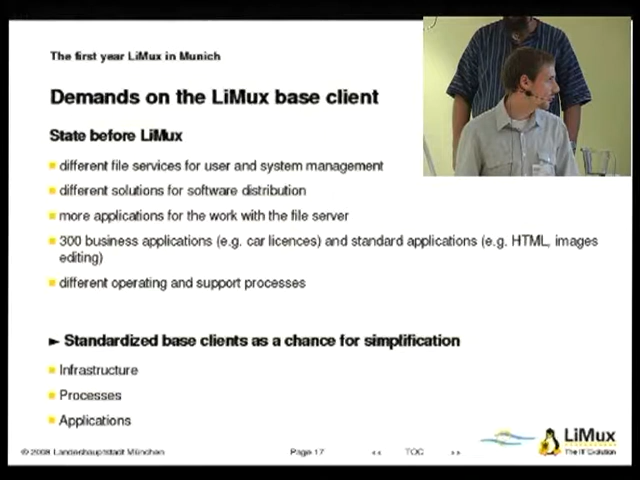 The first year LiMux in Munich
Demands on the LiMux base client
State before LiMux
different file services for user and system management
different solutions for software distribution
more applications for the work with the file server
300 business applications (e.g. car licences) and standard applications (e.g. HTML, images
editing)
different operating and support processes
► Standardized base clients as a chance for simplification
Infrastructure
Processes
Applications
LiMux
The IT Evolution
© 2008 Landeshauptstadt München
Page 17
◂◂
TOC
▸▸